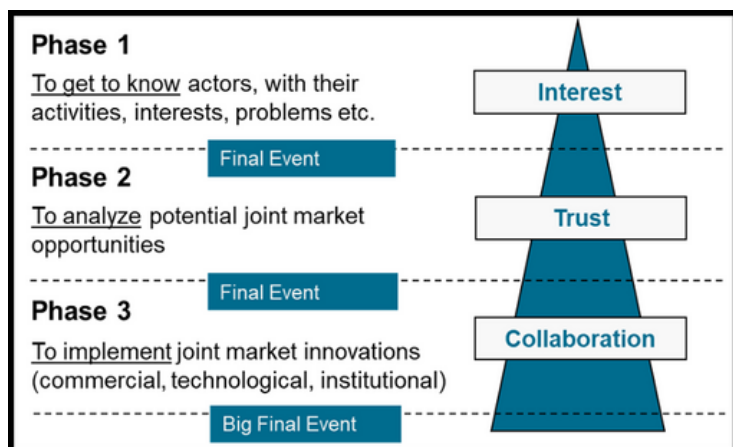 Phase 1
To get to know actors, with their
activities, interests, problems etc.
Interest
Final Event
Phase 2
To analyze potential joint market
opportunities
Trust
Final Event
Phase 3
To implement joint market innovations
(commercial, technological, institutional)
Collaboration
Big Final Event